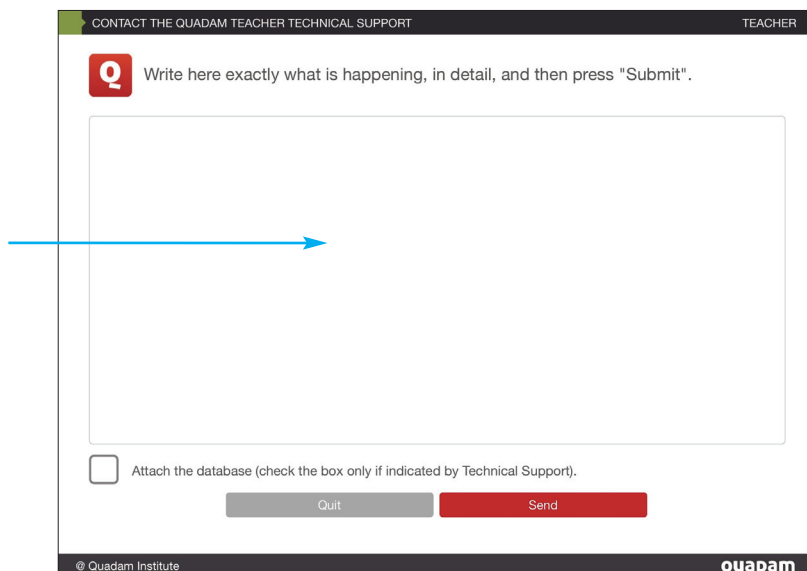 CONTACT THE QUADAM TEACHER TECHNICAL SUPPORT TEACHER
Q Write here exactly what is happening, in detail, and then press "Submit".
Attach the database (check the box only if indicated by Technical Support).
Quit Send
@ Quadam Institute QUADAM